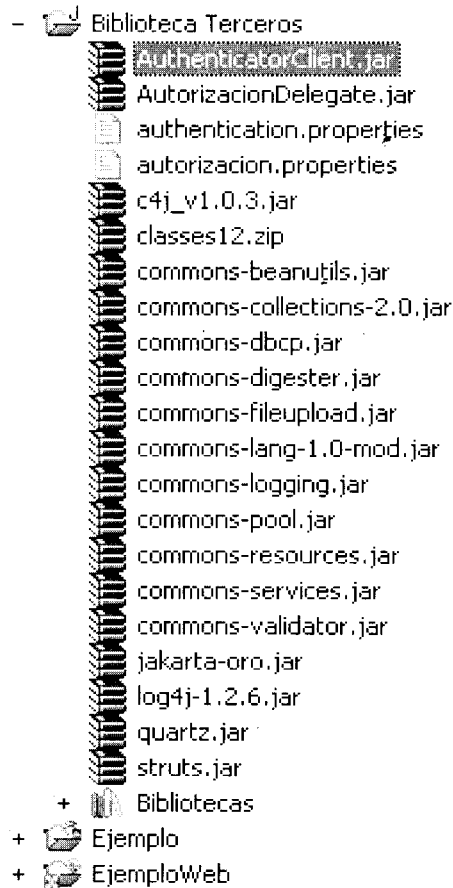 Biblioteca Terceros
AuthenticatorClient.jar
AutorizacionDelegate.jar
authentication.properties
autorizacion.properties
c4j_v1.0.3.jar
classes12.zip
commons-beanutils.jar
commons-collections-2.0.jar
commons-dbcp.jar
commons-digester.jar
commons-fileupload.jar
commons-lang-1.0-mod.jar
commons-logging.jar
commons-pool.jar
commons-resources.jar
commons-services.jar
commons-validator.jar
jakarta-oro.jar
log4j-1.2.6.jar
quartz.jar
struts.jar
Bibliotecas
Ejemplo
EjemploWeb